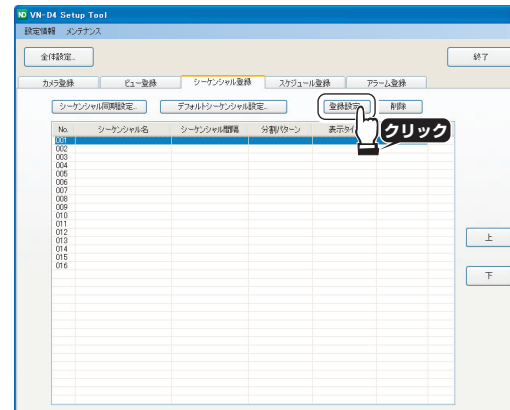 VN-D4 Setup Tool
設定情報 メンテナンス
全体設定...
終了
カメラ登録 ビュー登録 シーケンシャル登録 スケジュール登録 アラーム登録
シーケンシャル同期設定... デフォルトシーケンシャル設定... 登録設定... 削除
No. シーケンシャル名 シーケンシャル間隔 分割パターン 表示タイ
クリック
001
002
003
004
005
006
007
008
009
010
011
012
013
014
015
016
上
下